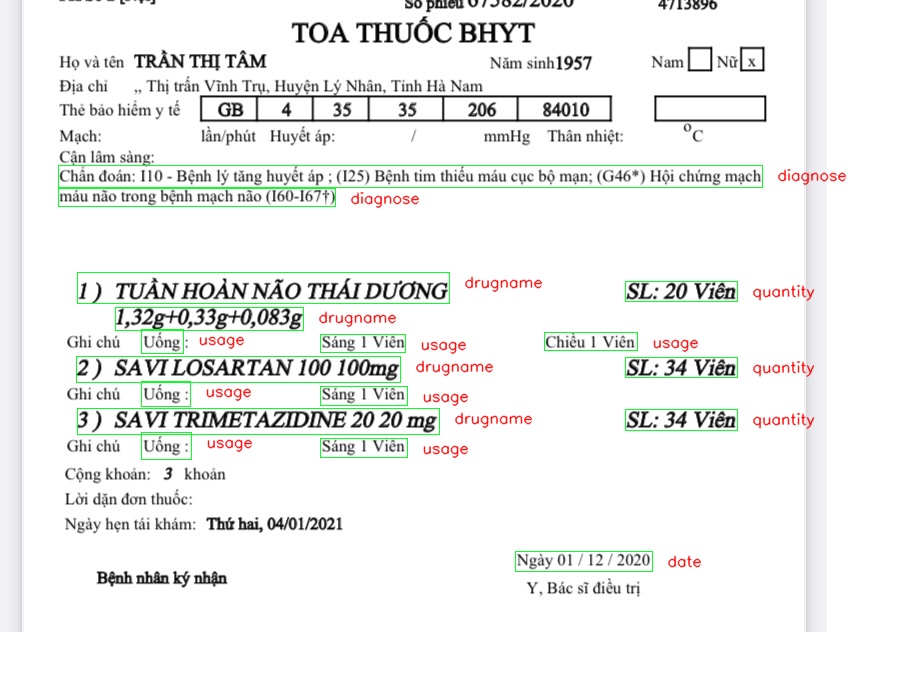 Số phiếu 67582/2020 4713896
TOA THUỐC BHYT
Họ và tên TRẦN THỊ TÂM Năm sinh 1957 Nam Nữ x
Địa chỉ ,, Thị trấn Vĩnh Trụ, Huyện Lý Nhân, Tỉnh Hà Nam
Thẻ bảo hiểm y tế GB 4 35 35 206 84010
Mạch: lần/phút Huyết áp: / mmHg Thân nhiệt: °C
Cận lâm sàng:
Chẩn đoán: I10 - Bệnh lý tăng huyết áp ; (I25) Bệnh tim thiếu máu cục bộ mạn; (G46*) Hội chứng mạch diagnose
máu não trong bệnh mạch não (I60-I67†) diagnose
1 ) TUẦN HOÀN NÃO THÁI DƯƠNG drugname SL: 20 Viên quantity
1,32g+0,33g+0,083g drugname
Ghi chú Uống : usage Sáng 1 Viên usage Chiều 1 Viên usage
2 ) SAVI LOSARTAN 100 100mg drugname SL: 34 Viên quantity
Ghi chú Uống : usage Sáng 1 Viên usage
3 ) SAVI TRIMETAZIDINE 20 20 mg drugname SL: 34 Viên quantity
Ghi chú Uống : usage Sáng 1 Viên usage
Cộng khoản: 3 khoản
Lời dặn đơn thuốc:
Ngày hẹn tái khám: Thứ hai, 04/01/2021
Ngày 01 / 12 / 2020 date
Bệnh nhân ký nhận
Y, Bác sĩ điều trị